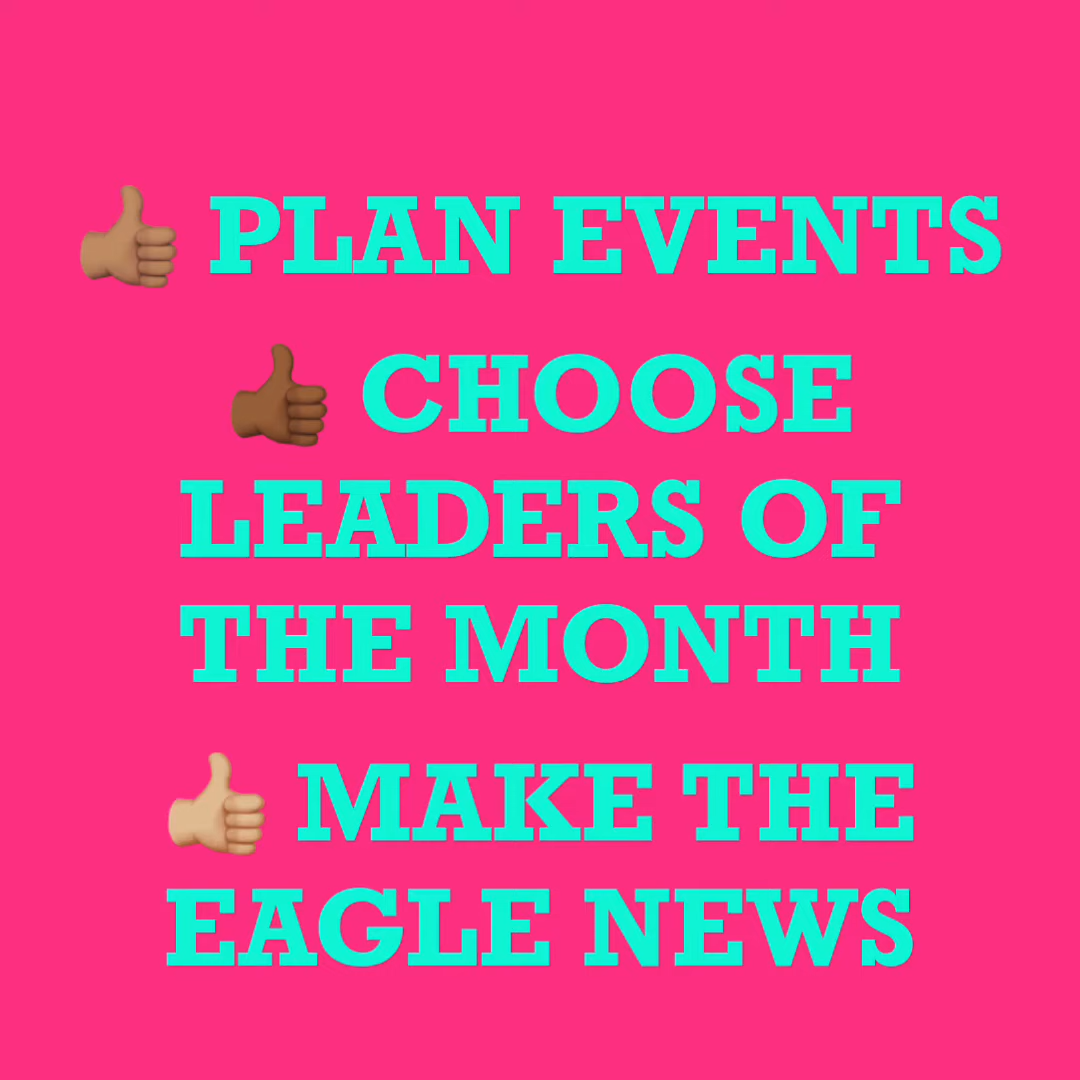 👍🏽 PLAN EVENTS
👍🏾 CHOOSE
LEADERS OF
THE MONTH
👍🏼 MAKE THE
EAGLE NEWS